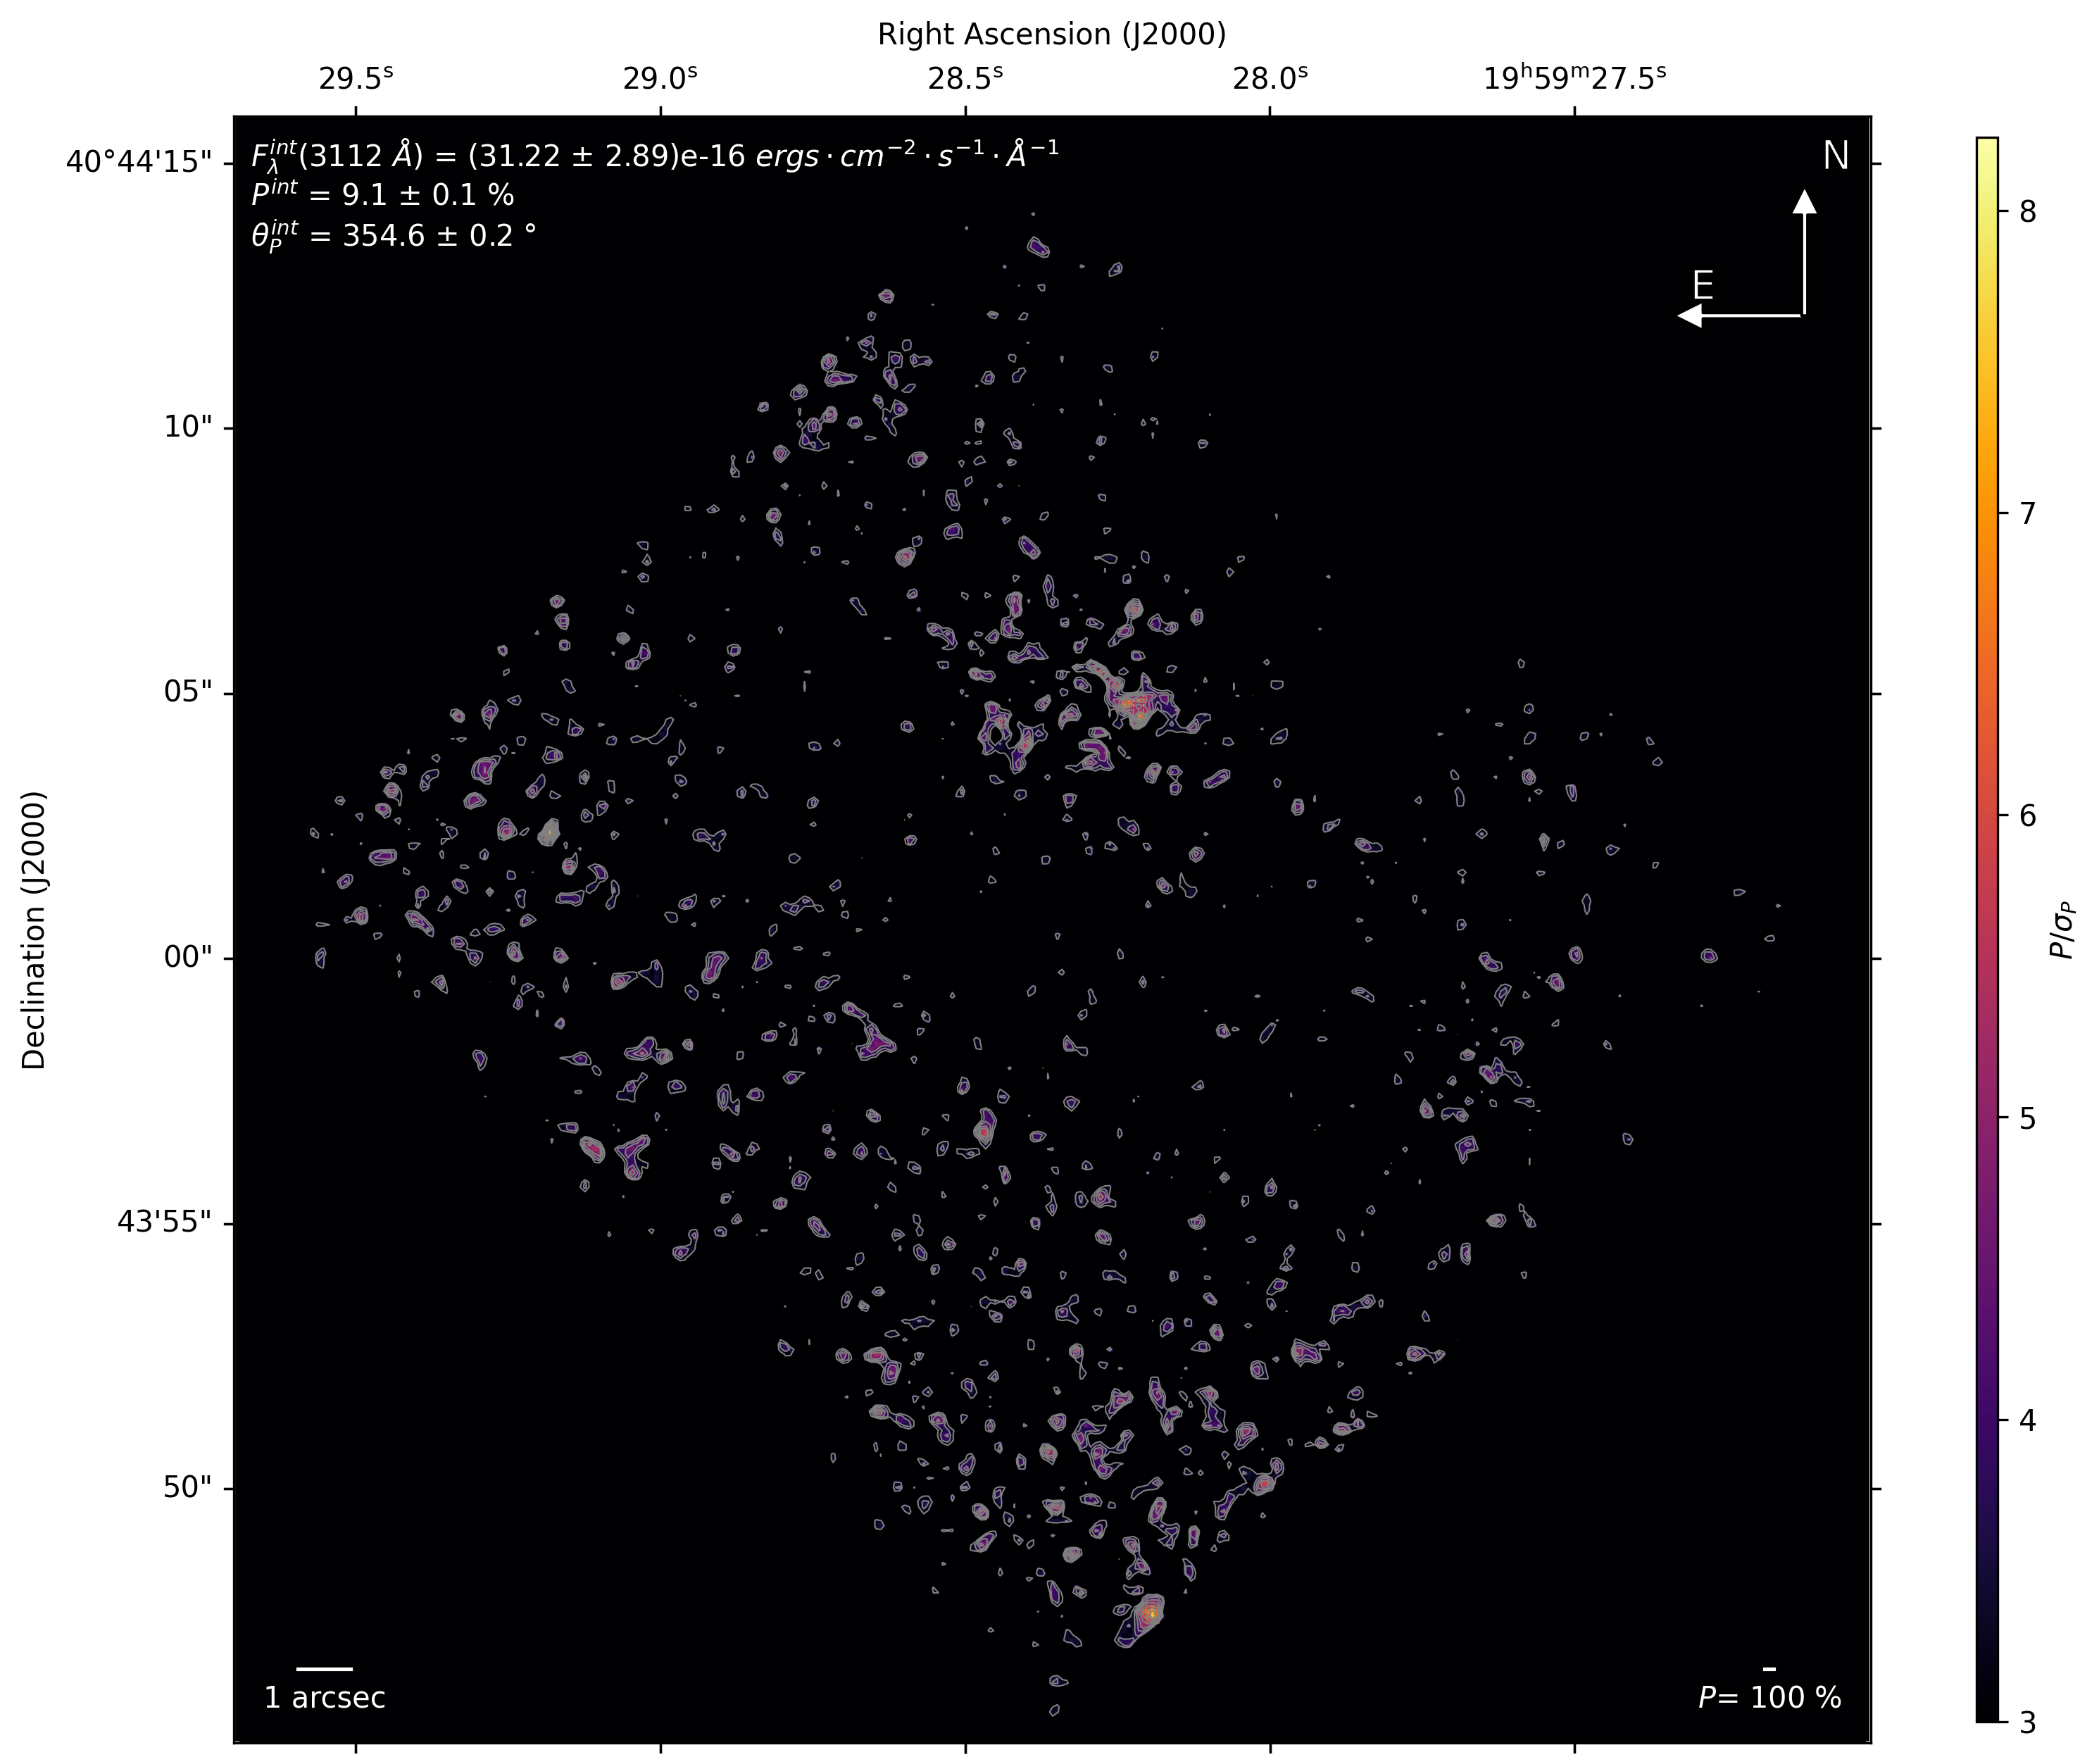 Right Ascension (J2000)
29.5ˢ 29.0ˢ 28.5ˢ 28.0ˢ 19ʰ59ᵐ27.5ˢ
40°44'15"
10"
05"
00"
43'55"
50"
Declination (J2000)
F_λ^{int}(3112 Å) = (31.22 ± 2.89)e-16 ergs · cm⁻² · s⁻¹ · Å⁻¹
P^{int} = 9.1 ± 0.1 %
θ_P^{int} = 354.6 ± 0.2 °
N
E
1 arcsec
P= 100 %
8
7
6
5
4
3
P/σ_P